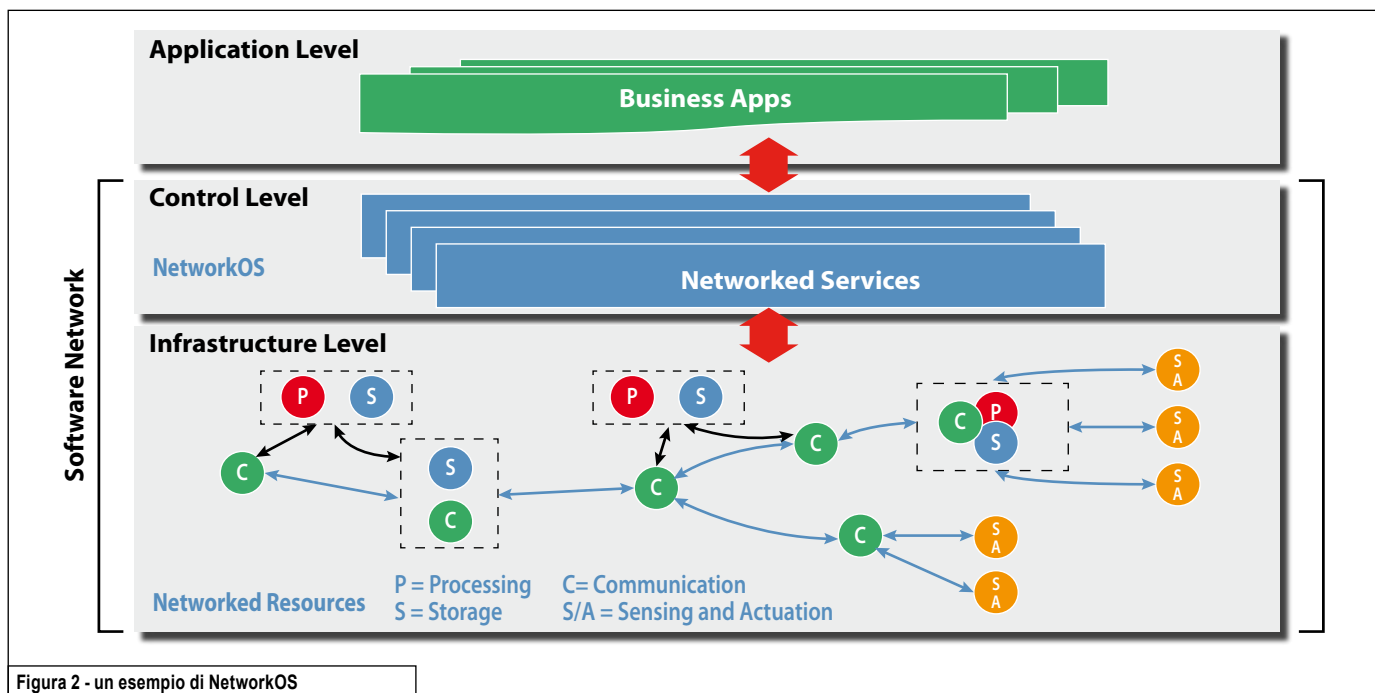 Application Level
Business Apps
Software Network
Control Level
NetworkOS
Networked Services
Infrastructure Level
P S
P S
C
S
C
C
C
C P S
C
S A
S A
S A
S A
S A
Networked Resources
P = Processing C= Communication
S = Storage S/A = Sensing and Actuation
Figura 2 - un esempio di NetworkOS